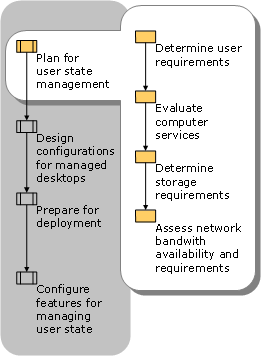 Plan for
user state
management
Design
configurations
for managed
desktops
Prepare for
deployment
Configure
features for
managing
user state
Determine user
requirements
Evaluate
computer
services
Determine
storage
requirements
Assess network
bandwith
availability and
requirements